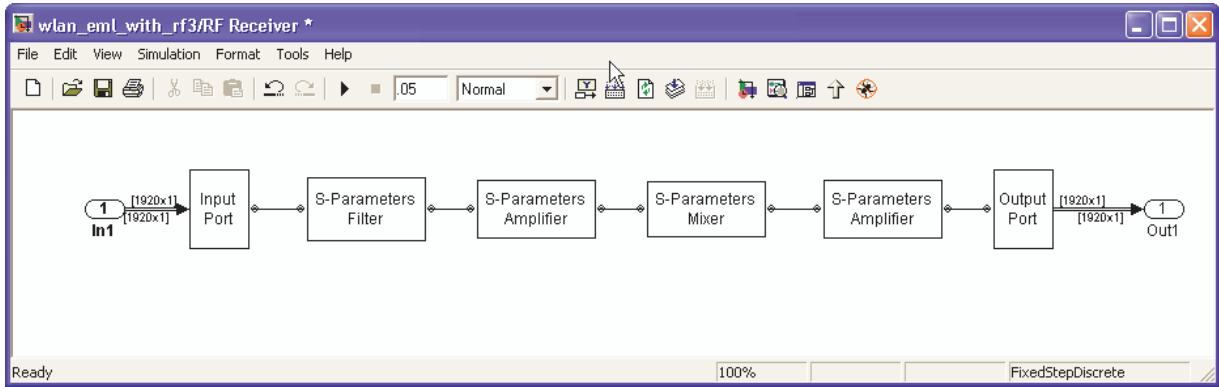 wlan_eml_with_rf3/RF Receiver *
File Edit View Simulation Format Tools Help
.05 Normal
1
In1
[1920x1]
[1920x1]
Input
Port
S-Parameters
Filter
S-Parameters
Amplifier
S-Parameters
Mixer
S-Parameters
Amplifier
Output
Port
[1920x1]
[1920x1]
1
Out1
Ready 100% FixedStepDiscrete